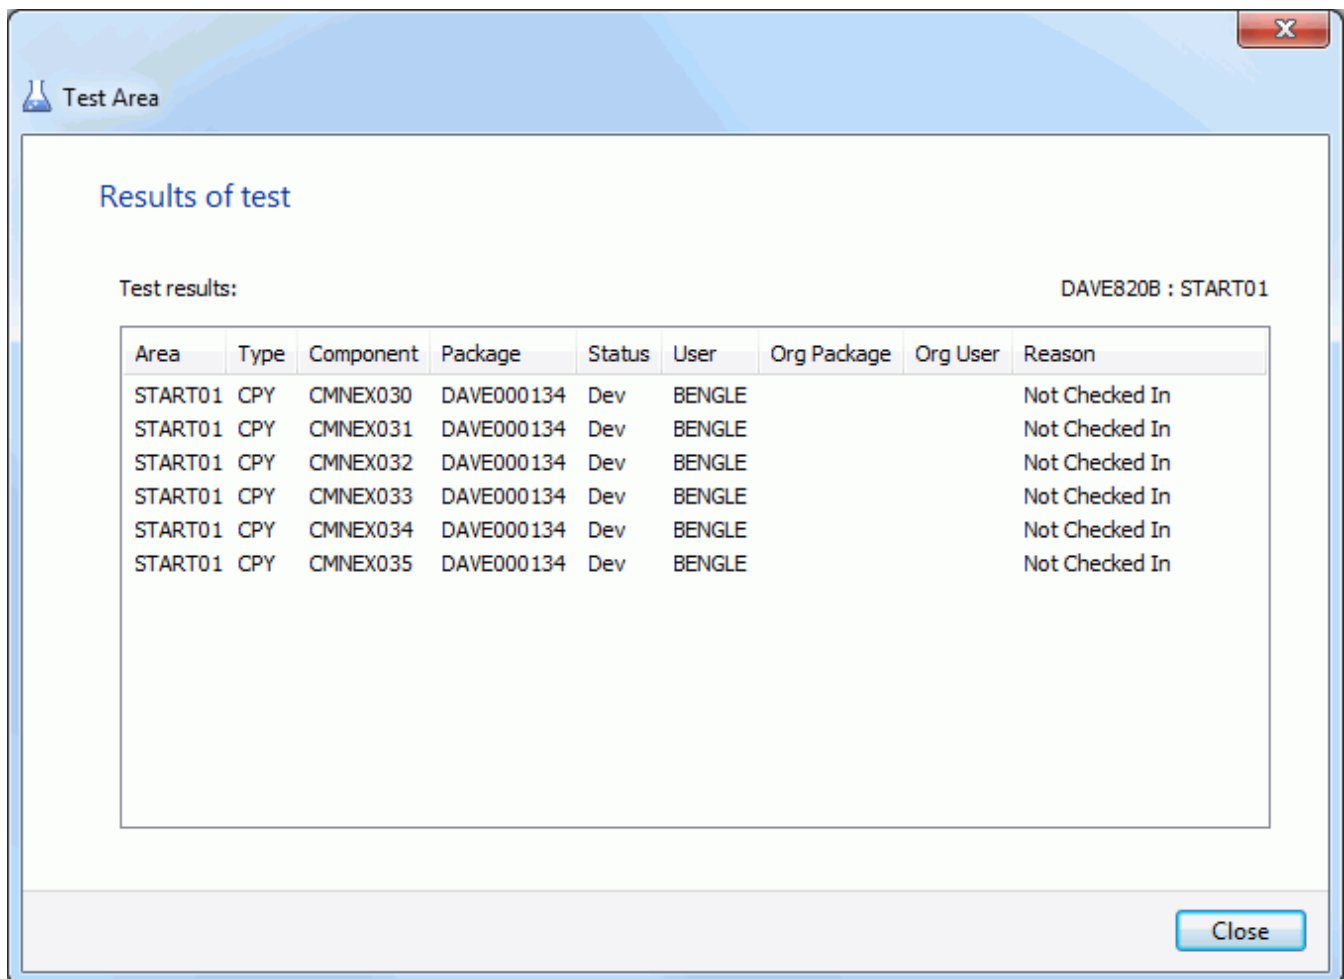 Test Area
Results of test
Test results: DAVE820B : START01
Area Type Component Package Status User Org Package Org User Reason
START01 CPY CMNEX030 DAVE000134 Dev BENGLE Not Checked In
START01 CPY CMNEX031 DAVE000134 Dev BENGLE Not Checked In
START01 CPY CMNEX032 DAVE000134 Dev BENGLE Not Checked In
START01 CPY CMNEX033 DAVE000134 Dev BENGLE Not Checked In
START01 CPY CMNEX034 DAVE000134 Dev BENGLE Not Checked In
START01 CPY CMNEX035 DAVE000134 Dev BENGLE Not Checked In
Close